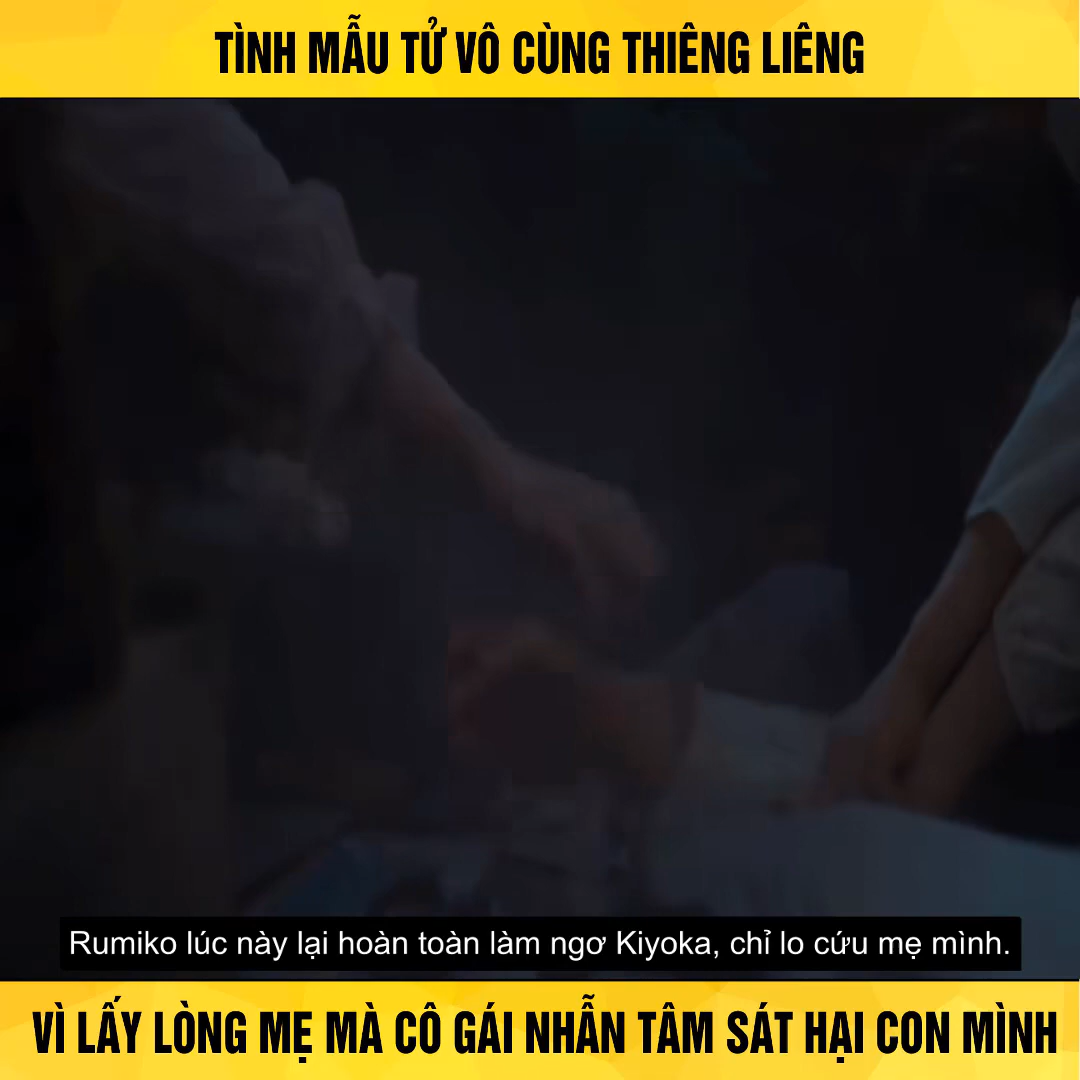 TÌNH MẪU TỬ VÔ CÙNG THIÊNG LIÊNG
Rumiko lúc này lại hoàn toàn làm ngơ Kiyoka, chỉ lo cứu mẹ mình.
VÌ LẤY LÒNG MẸ MÀ CÔ GÁI NHẪN TÂM SÁT HẠI CON MÌNH